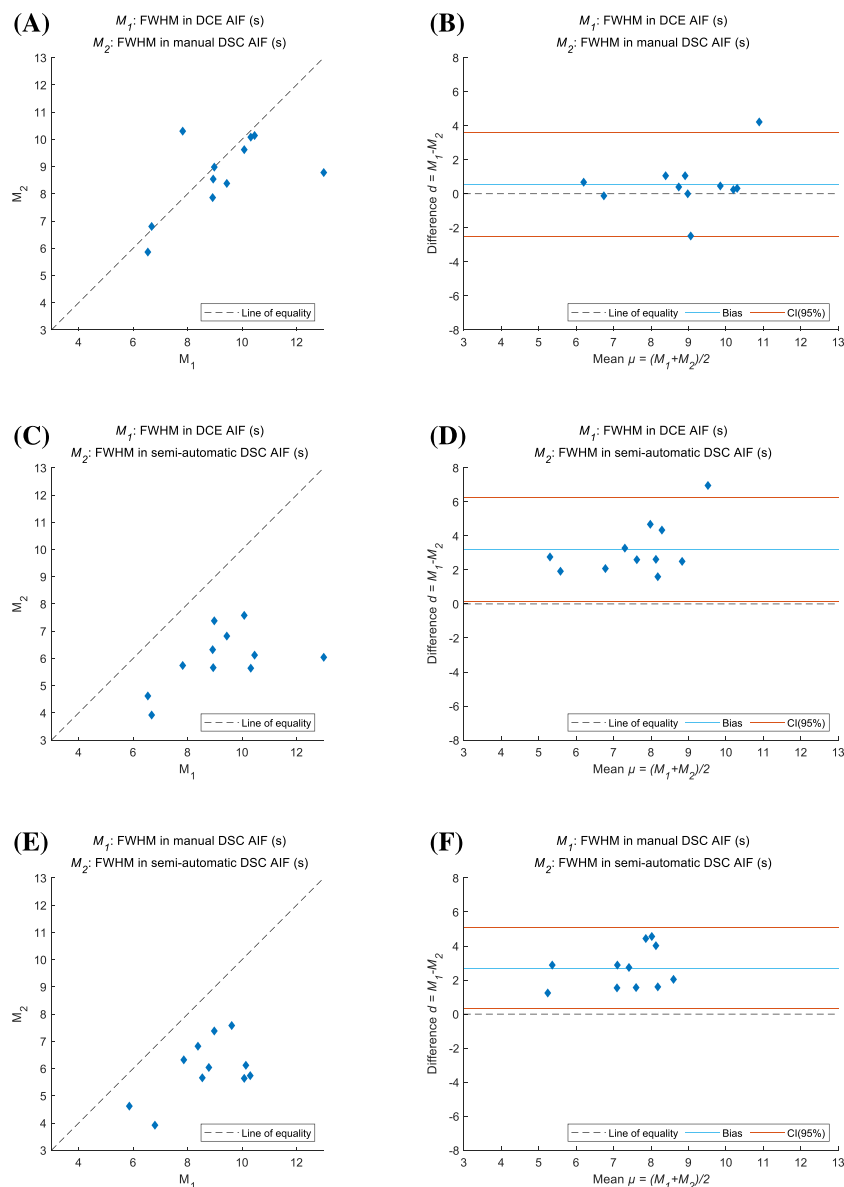 (A)
M1: FWHM in DCE AIF (s)
M2: FWHM in manual DSC AIF (s)
13
12
11
10
9
8
7
6
5
4
3
M2
Line of equality
4 6 8 10 12
M1
(B)
M1: FWHM in DCE AIF (s)
M2: FWHM in manual DSC AIF (s)
8
6
4
2
0
-2
-4
-6
-8
Difference d = M1-M2
Line of equality Bias CI(95%)
3 4 5 6 7 8 9 10 11 12 13
Mean μ = (M1+M2)/2
(C)
M1: FWHM in DCE AIF (s)
M2: FWHM in semi-automatic DSC AIF (s)
13
12
11
10
9
8
7
6
5
4
3
M2
Line of equality
4 6 8 10 12
M1
(D)
M1: FWHM in DCE AIF (s)
M2: FWHM in semi-automatic DSC AIF (s)
8
6
4
2
0
-2
-4
-6
-8
Difference d = M1-M2
Line of equality Bias CI(95%)
3 4 5 6 7 8 9 10 11 12 13
Mean μ = (M1+M2)/2
(E)
M1: FWHM in manual DSC AIF (s)
M2: FWHM in semi-automatic DSC AIF (s)
13
12
11
10
9
8
7
6
5
4
3
M2
Line of equality
4 6 8 10 12
M1
(F)
M1: FWHM in manual DSC AIF (s)
M2: FWHM in semi-automatic DSC AIF (s)
8
6
4
2
0
-2
-4
-6
-8
Difference d = M1-M2
Line of equality Bias CI(95%)
3 4 5 6 7 8 9 10 11 12 13
Mean μ = (M1+M2)/2